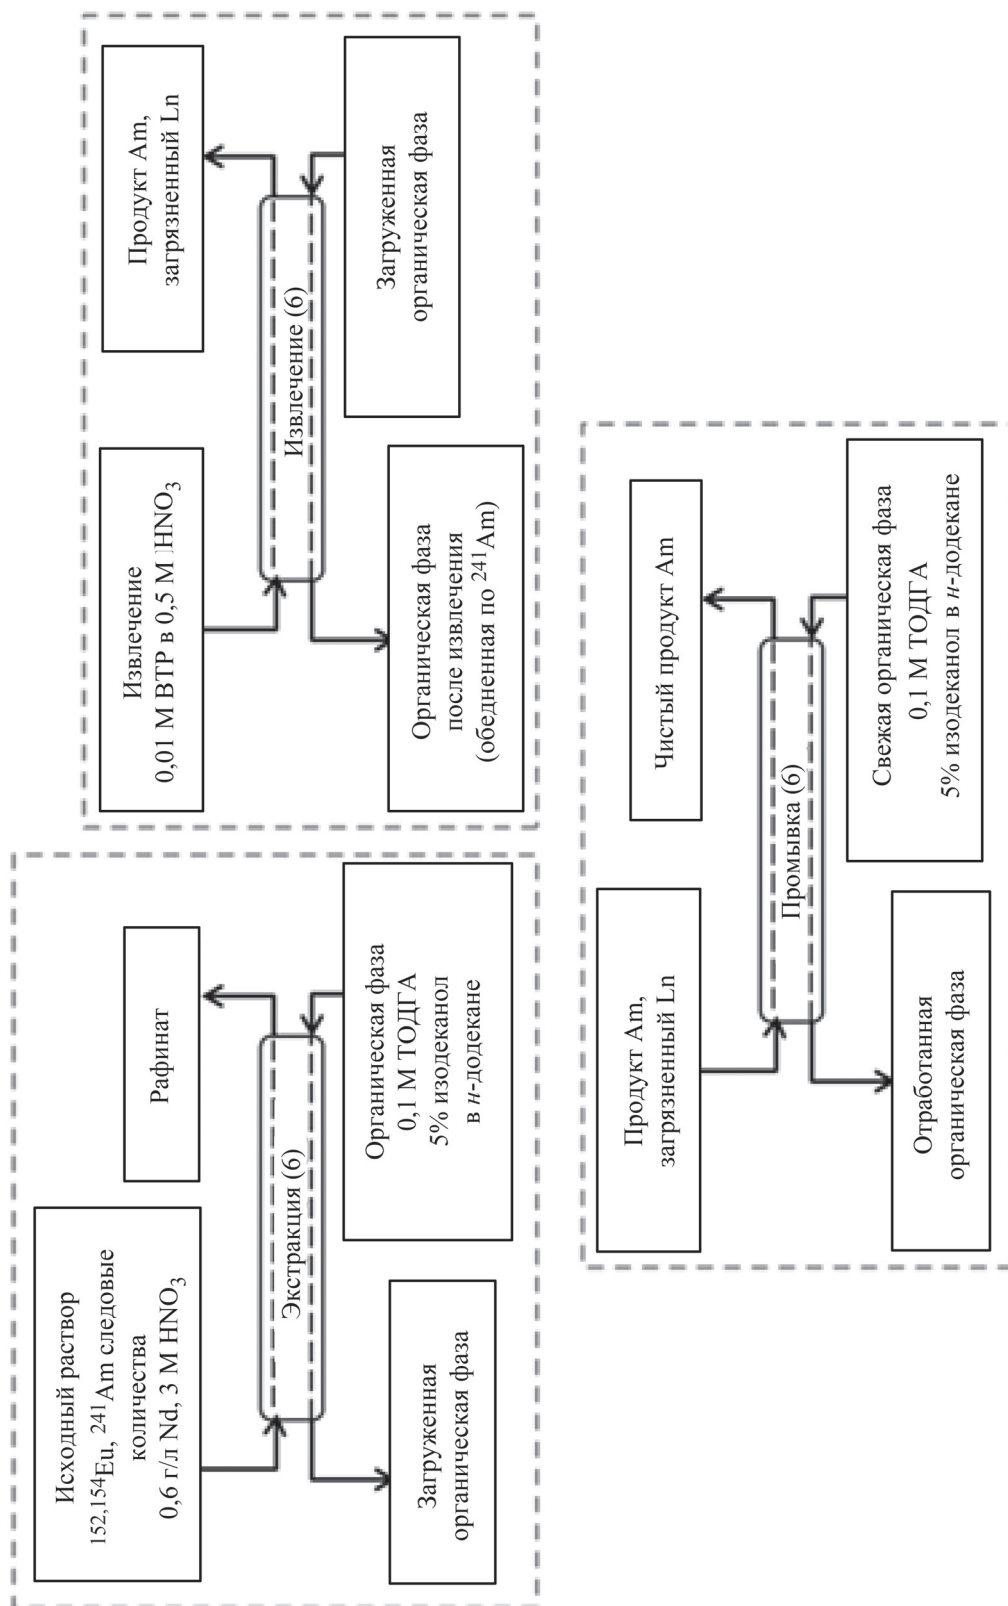 Исходный раствор
152,154Eu, 241Am следовые
количества
0,6 г/л Nd, 3 М HNO3
Рафинат
Экстракция (6)
Загруженная
органическая фаза
Органическая фаза
0,1 М ТОДГА
5% изодеканол
в н-додекане
Извлечение
0,01 М ВТР в 0,5 М HNO3
Продукт Am,
загрязненный Ln
Извлечение (6)
Органическая фаза
после извлечения
(обедненная по 241Am)
Загруженная
органическая фаза
Продукт Am,
загрязненный Ln
Чистый продукт Am
Промывка (6)
Отработанная
органическая фаза
Свежая органическая фаза
0,1 М ТОДГА
5% изодеканол в н-додекане